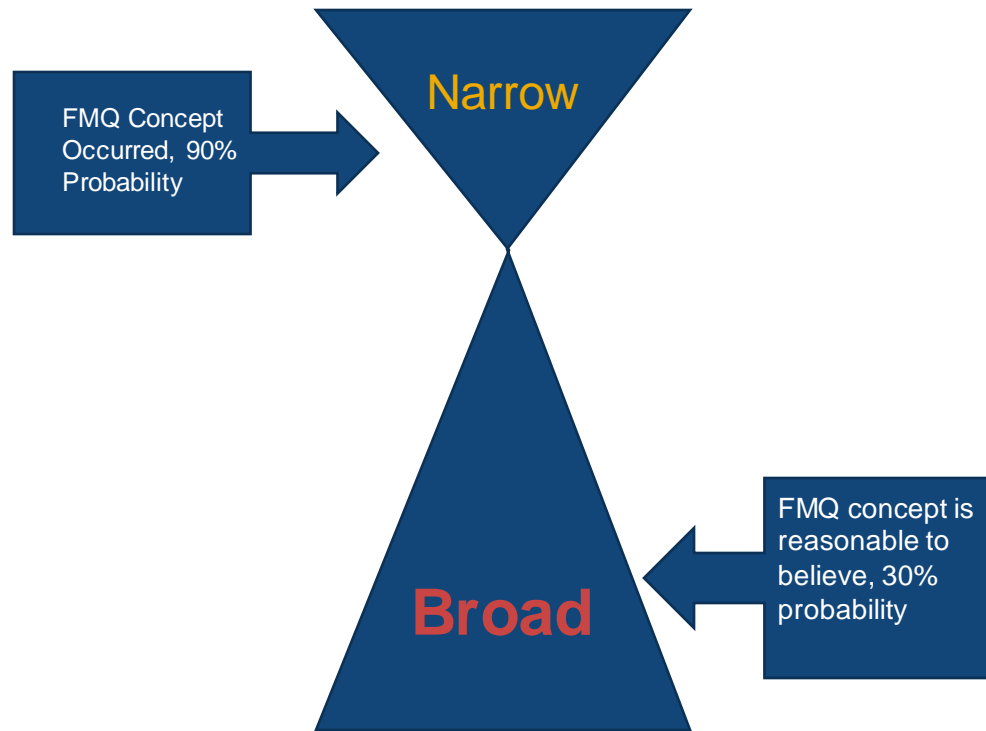 Narrow
FMQ Concept
Occurred, 90%
Probability
FMQ concept is
reasonable to
believe, 30%
probability
Broad